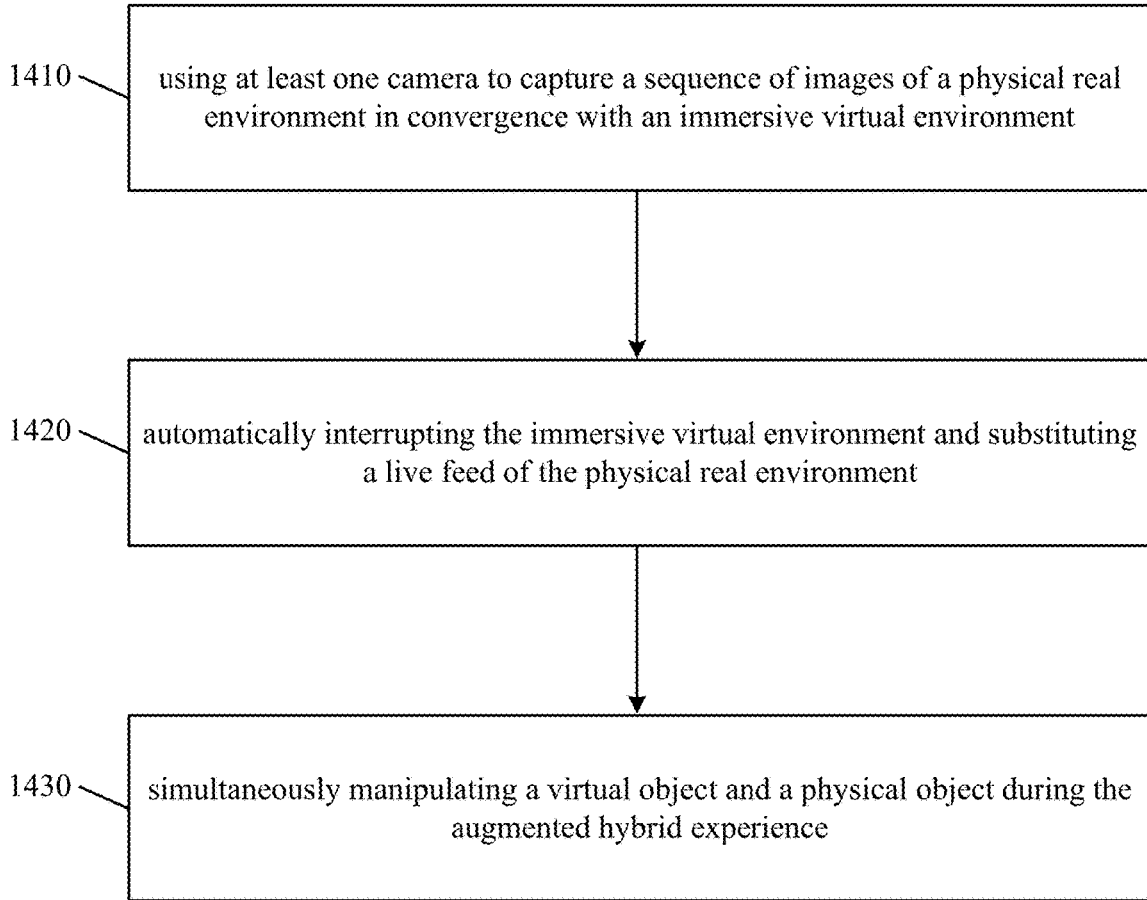 1410
using at least one camera to capture a sequence of images of a physical real
environment in convergence with an immersive virtual environment
1420
automatically interrupting the immersive virtual environment and substituting
a live feed of the physical real environment
1430
simultaneously manipulating a virtual object and a physical object during the
augmented hybrid experience